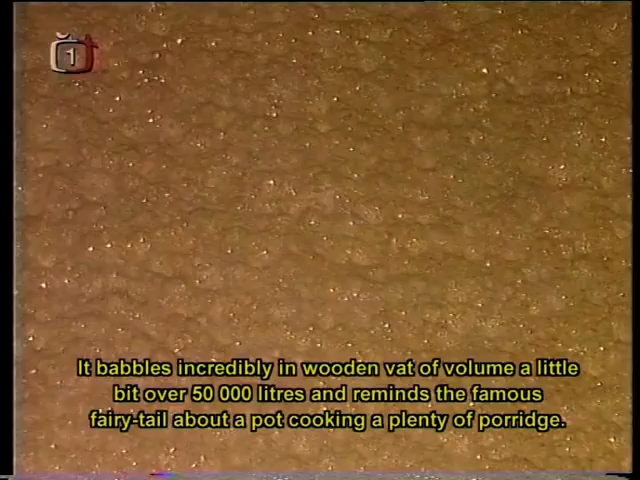 1
It babbles incredibly in wooden vat of volume a little
bit over 50 000 litres and reminds the famous
fairy-tail about a pot cooking a plenty of porridge.